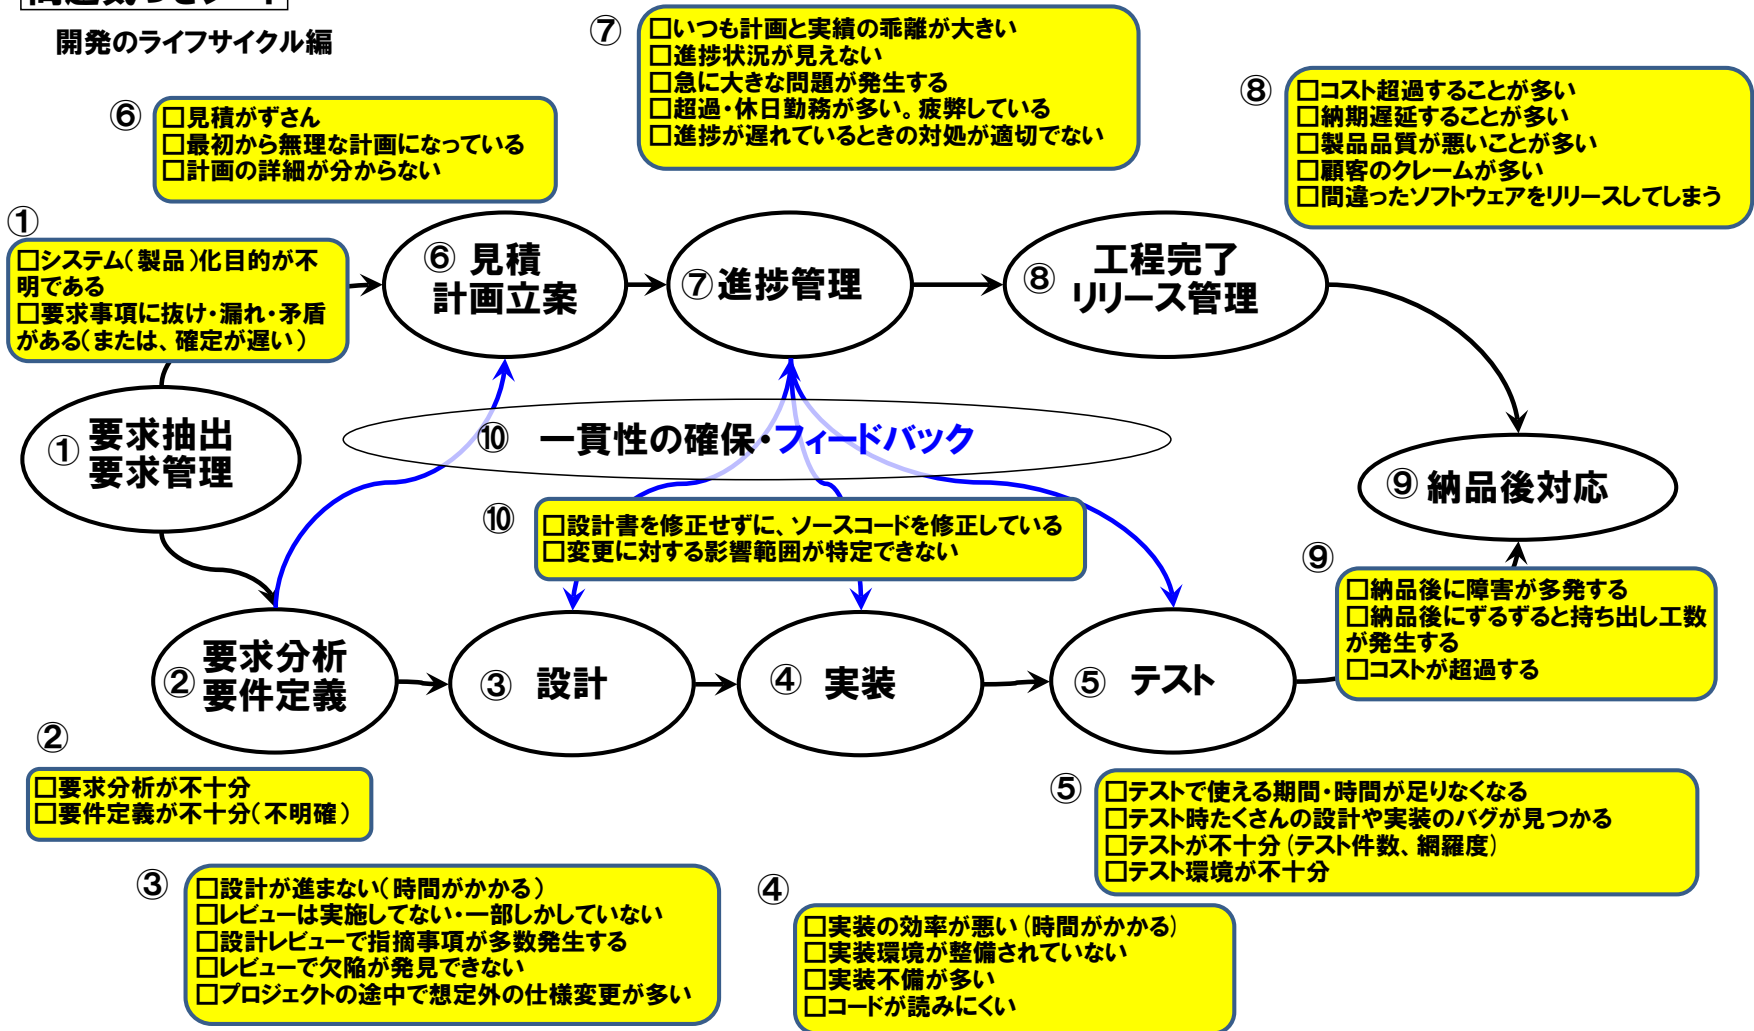 開発のライフサイクル編
⑦
□いつも計画と実績の乖離が大きい
□進捗状況が見えない
□急に大きな問題が発生する
□超過・休日勤務が多い。疲弊している
□進捗が遅れているときの対処が適切でない
⑧
□コスト超過することが多い
□納期遅延することが多い
□製品品質が悪いことが多い
□顧客のクレームが多い
□間違ったソフトウェアをリリースしてしまう
⑥
□見積がずさん
□最初から無理な計画になっている
□計画の詳細が分からない
①
□システム(製品)化目的が不
明である
□要求事項に抜け・漏れ・矛盾
がある(または、確定が遅い)
⑥ 見積
計画立案
⑦進捗管理
⑧ 工程完了
リリース管理
① 要求抽出
要求管理
⑩ 一貫性の確保・フィードバック
⑨ 納品後対応
⑩
□設計書を修正せずに、ソースコードを修正している
□変更に対する影響範囲が特定できない
⑨
□納品後に障害が多発する
□納品後にずるずると持ち出し工数
が発生する
□コストが超過する
② 要求分析
要件定義
③ 設計
④ 実装
⑤ テスト
②
□要求分析が不十分
□要件定義が不十分(不明確)
⑤
□テストで使える期間・時間が足りなくなる
□テスト時たくさんの設計や実装のバグが見つかる
□テストが不十分(テスト件数、網羅度)
□テスト環境が不十分
③
□設計が進まない(時間がかかる)
□レビューは実施してない・一部しかしていない
□設計レビューで指摘事項が多数発生する
□レビューで欠陥が発見できない
□プロジェクトの途中で想定外の仕様変更が多い
④
□実装の効率が悪い(時間がかかる)
□実装環境が整備されていない
□実装不備が多い
□コードが読みにくい